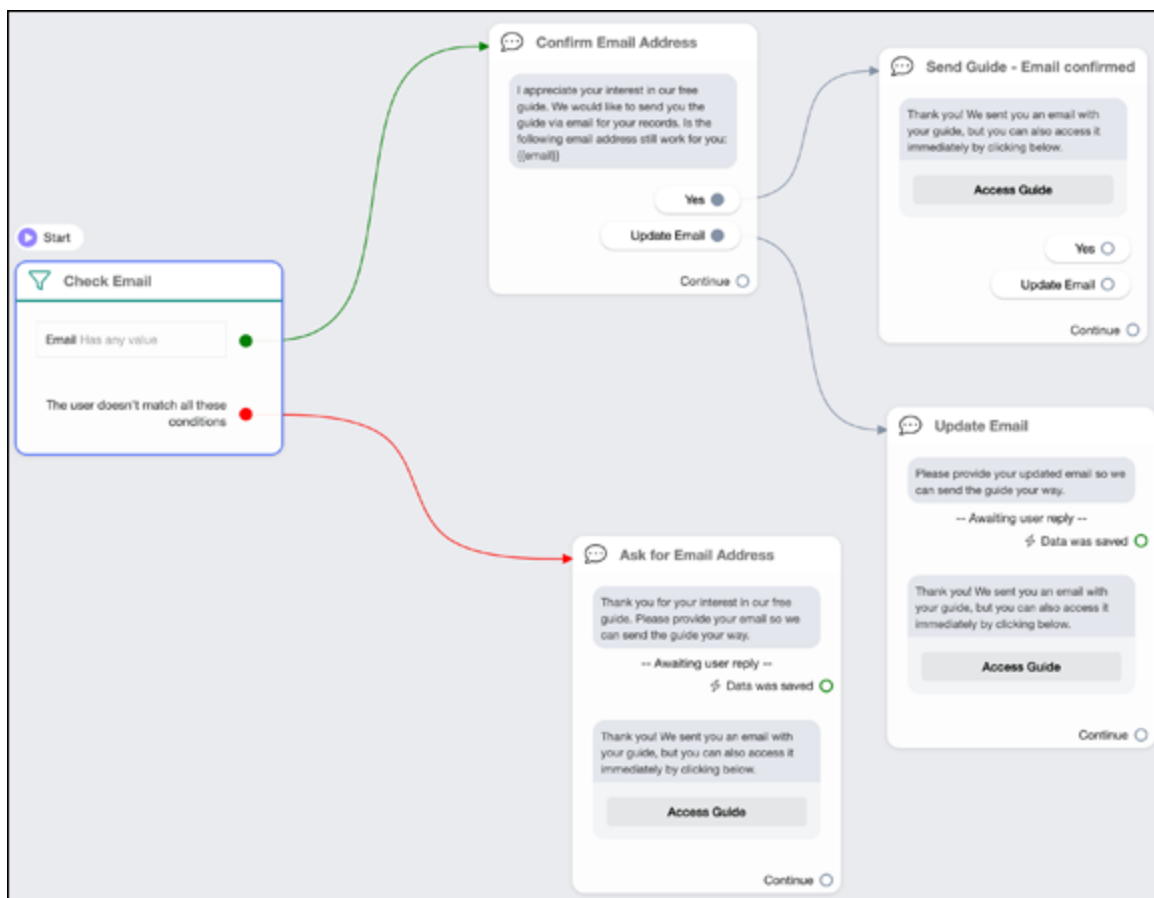 Start
Check Email
Email Has any value
The user doesn't match all these
conditions
Confirm Email Address
I appreciate your interest in our free
guide. We would like to send you the
guide via email for your records. Is the
following email address still work for you:
{{email}}
Yes
Update Email
Continue
Send Guide - Email confirmed
Thank you! We sent you an email with
your guide, but you can also access it
immediately by clicking below.
Access Guide
Yes
Update Email
Continue
Update Email
Please provide your updated email so we
can send the guide your way.
-- Awaiting user reply --
Data was saved
Thank you! We sent you an email with
your guide, but you can also access it
immediately by clicking below.
Access Guide
Continue
Ask for Email Address
Thank you for your interest in our free
guide. Please provide your email so we
can send the guide your way.
-- Awaiting user reply --
Data was saved
Thank you! We sent you an email with
your guide, but you can also access it
immediately by clicking below.
Access Guide
Continue